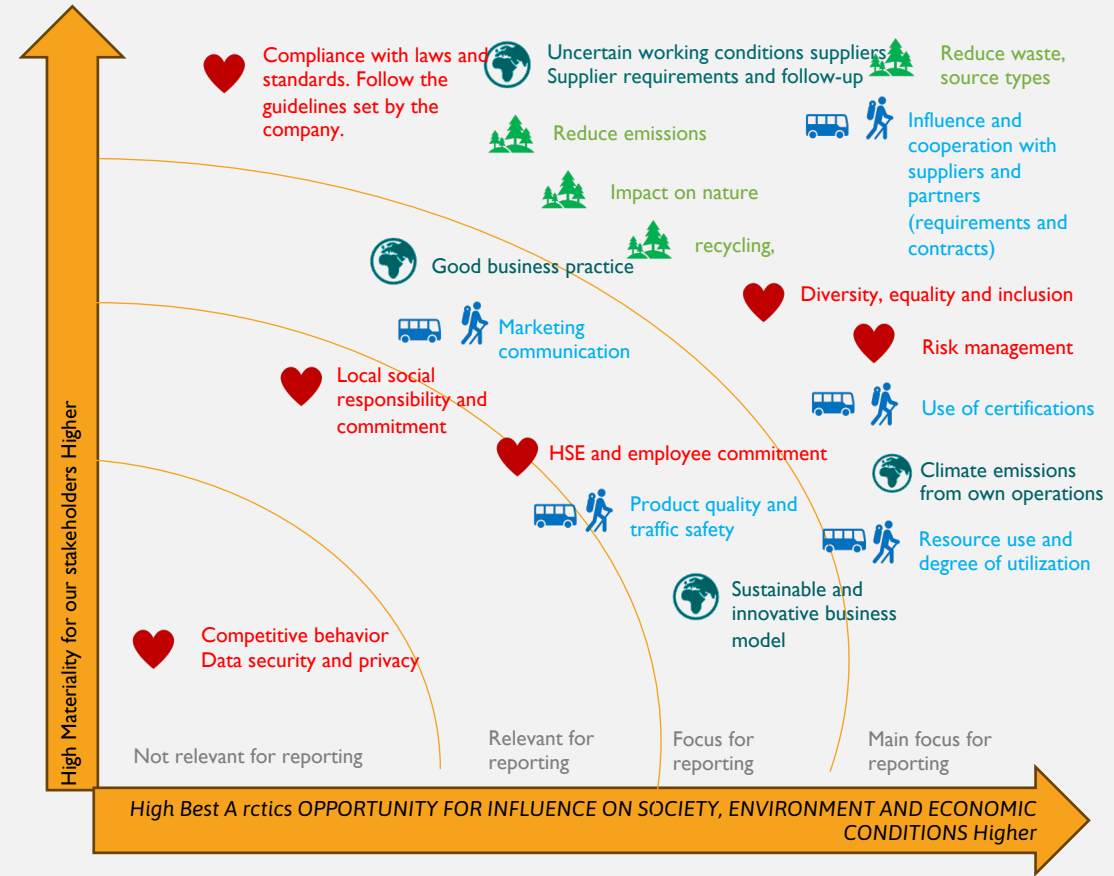 High Materiality for our stakeholders Higher
Compliance with laws and
standards. Follow the
guidelines set by the
company.
Uncertain working conditions suppliers
Supplier requirements and follow-up
Reduce waste,
source types
Reduce emissions
Influence and
cooperation with
suppliers and
partners
(requirements and
contracts)
Impact on nature
recycling,
Good business practice
Diversity, equality and inclusion
Marketing
communication
Risk management
Local social
responsibility and
commitment
Use of certifications
HSE and employee commitment
Climate emissions
from own operations
Product quality and
traffic safety
Resource use and
degree of utilization
Sustainable and
innovative business
model
Competitive behavior
Data security and privacy
Not relevant for reporting
Relevant for
reporting
Focus for
reporting
Main focus for
reporting
High Best A rctics OPPORTUNITY FOR INFLUENCE ON SOCIETY, ENVIRONMENT AND ECONOMIC
CONDITIONS Higher